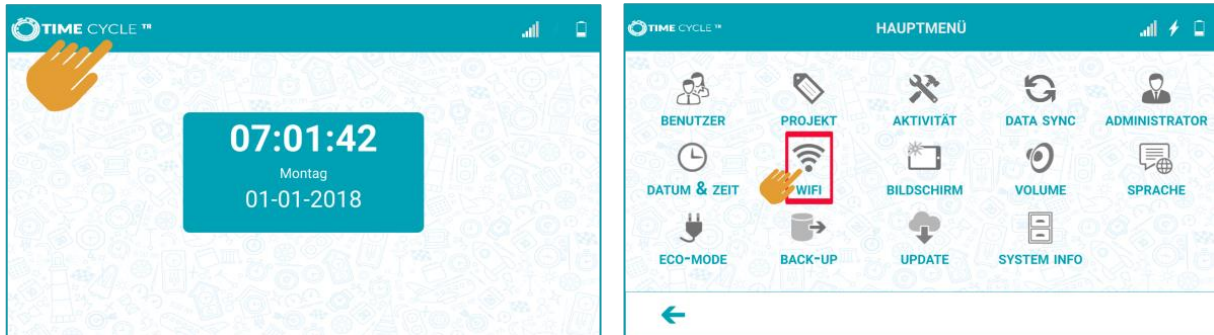 TIME CYCLE ™
07:01:42
Montag
01-01-2018
TIME CYCLE ™
HAUPTMENÜ
BENUTZER
PROJEKT
AKTIVITÄT
DATA SYNC
ADMINISTRATOR
DATUM & ZEIT
WIFI
BILDSCHIRM
VOLUME
SPRACHE
ECO-MODE
BACK-UP
UPDATE
SYSTEM INFO